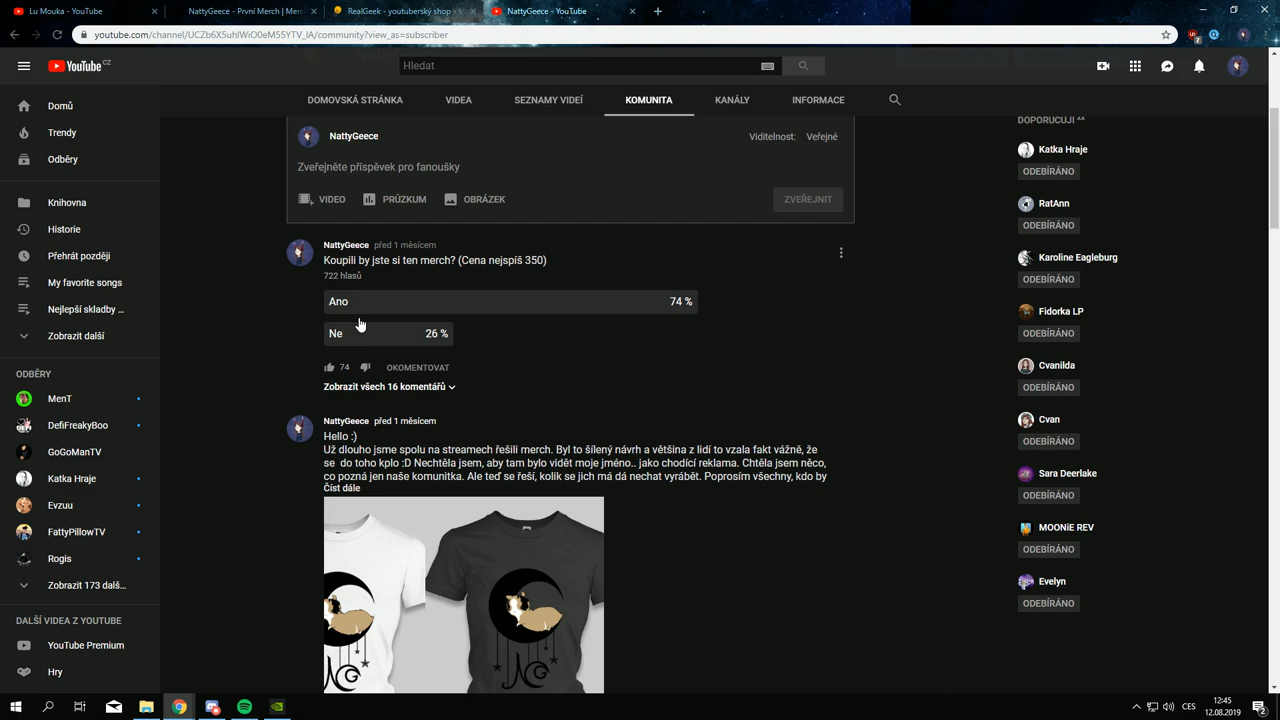 Lu Mouka - YouTube
NattyGeece - První Merch | Merc
RealGeek - youtuberský shop - t
NattyGeece - YouTube
youtube.com/channel/UCZb6X5uhIWiO0eM55YTV_lA/community?view_as=subscriber
YouTube CZ
Hledat
DOMOVSKÁ STRÁNKA
VIDEA
SEZNAMY VIDEÍ
KOMUNITA
KANÁLY
INFORMACE
Domů
Trendy
Odběry
Knihovna
Historie
Přehrát později
My favorite songs
Nejlepší skladby ...
Zobrazit další
ODBĚRY
MenT
DefiFreakyBoo
GoGoManTV
Katka Hraje
Evzuu
FattyPillowTV
Rogis
Zobrazit 173 dalš...
DALŠÍ VIDEA Z YOUTUBE
YouTube Premium
Hry
NattyGeece
Viditelnost: Veřejné
Zveřejněte příspěvek pro fanoušky
VIDEO
PRŮZKUM
OBRÁZEK
ZVEŘEJNIT
NattyGeece před 1 měsícem
Koupili by jste si ten merch? (Cena nejspíš 350)
722 hlasů
Ano 74 %
Ne 26 %
74
OKOMENTOVAT
Zobrazit všech 16 komentářů
NattyGeece před 1 měsícem
Hello :)
Už dlouho jsme spolu na streamech řešili merch. Byl to šílený návrh a většina z lidí to vzala fakt vážně, že
se do toho kplo :D Nechtěla jsem, aby tam bylo vidět moje jméno.. jako chodící reklama. Chtěla jsem něco,
co pozná jen naše komunitka. Ale teď se řeší, kolik se jich má dá nechat vyrábět. Poprosím všechny, kdo by
Číst dále
NG
DOPORUČUJI ^^
Katka Hraje
ODEBÍRÁNO
RatAnn
ODEBÍRÁNO
Karoline Eagleburg
ODEBÍRÁNO
Fidorka LP
ODEBÍRÁNO
Cvanilda
ODEBÍRÁNO
Cvan
ODEBÍRÁNO
Sara Deerlake
ODEBÍRÁNO
MOONiE REV
ODEBÍRÁNO
Evelyn
ODEBÍRÁNO
CES
12:45
12.08.2019
2